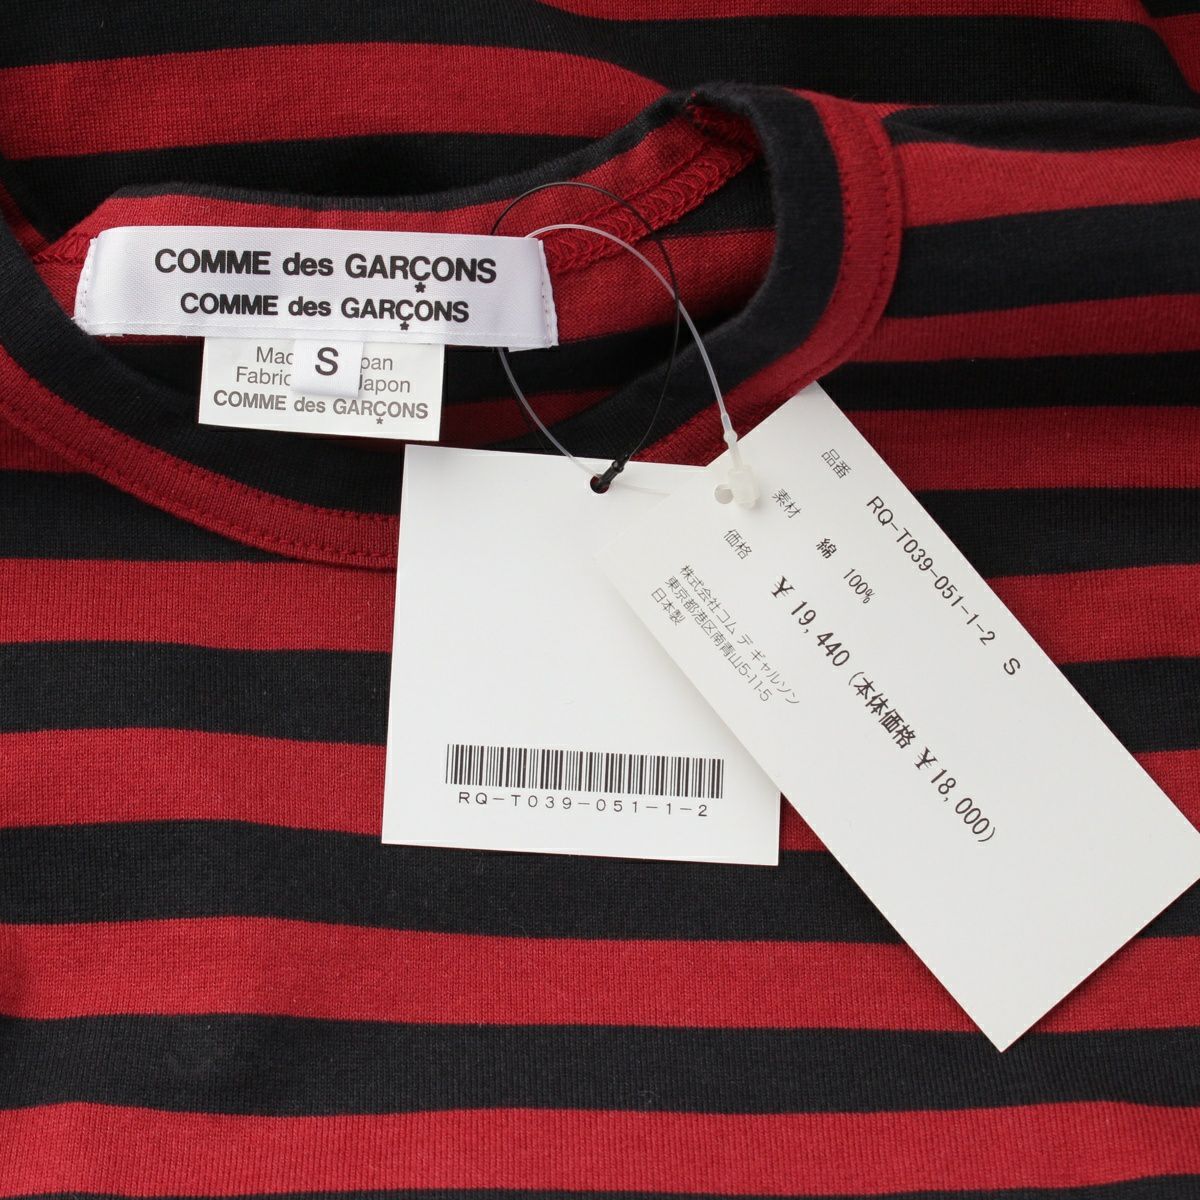 COMME des GARÇONS
COMME des GARÇONS
S
Mac pan
Fabric Japon
COMME des GARÇONS
RQ-T039-051-1-2
品番 RQ-T039-051-1-2 S
素材 綿 100%
価格 ¥ 19,440 (本体価格 ¥ 18,000)
株式会社コム デ ギャルソン
東京都港区南青山5-11-5
日本製